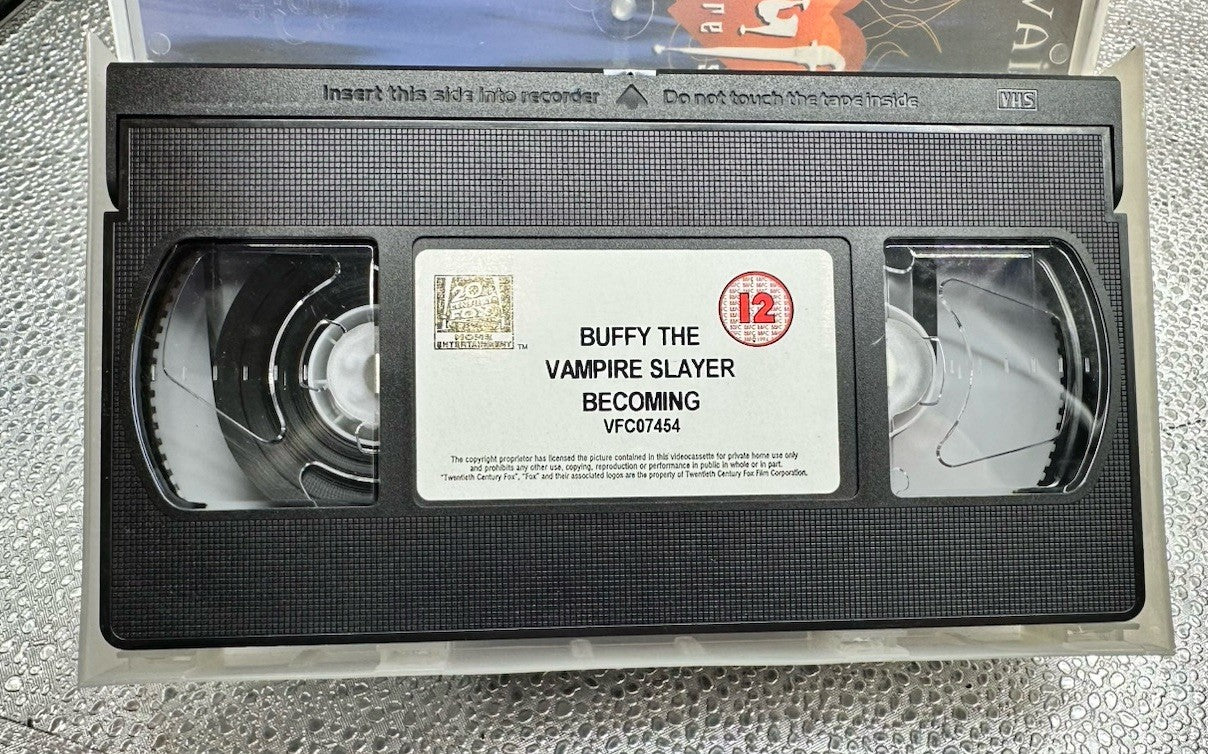 VA
Insert this side into recorder Do not touch the tape inside VHS
20th
CENTURY
FOX
HOME
ENTERTAINMENT TM
12
BUFFY THE
VAMPIRE SLAYER
BECOMING
VFC07454
The copyright proprietor has licensed the picture contained in this videocassette for private home use only
and prohibits any other use, copying, reproduction or performance in public in whole or in part.
"Twentieth Century Fox", "Fox" and their associated logos are the property of Twentieth Century Fox Film Corporation.